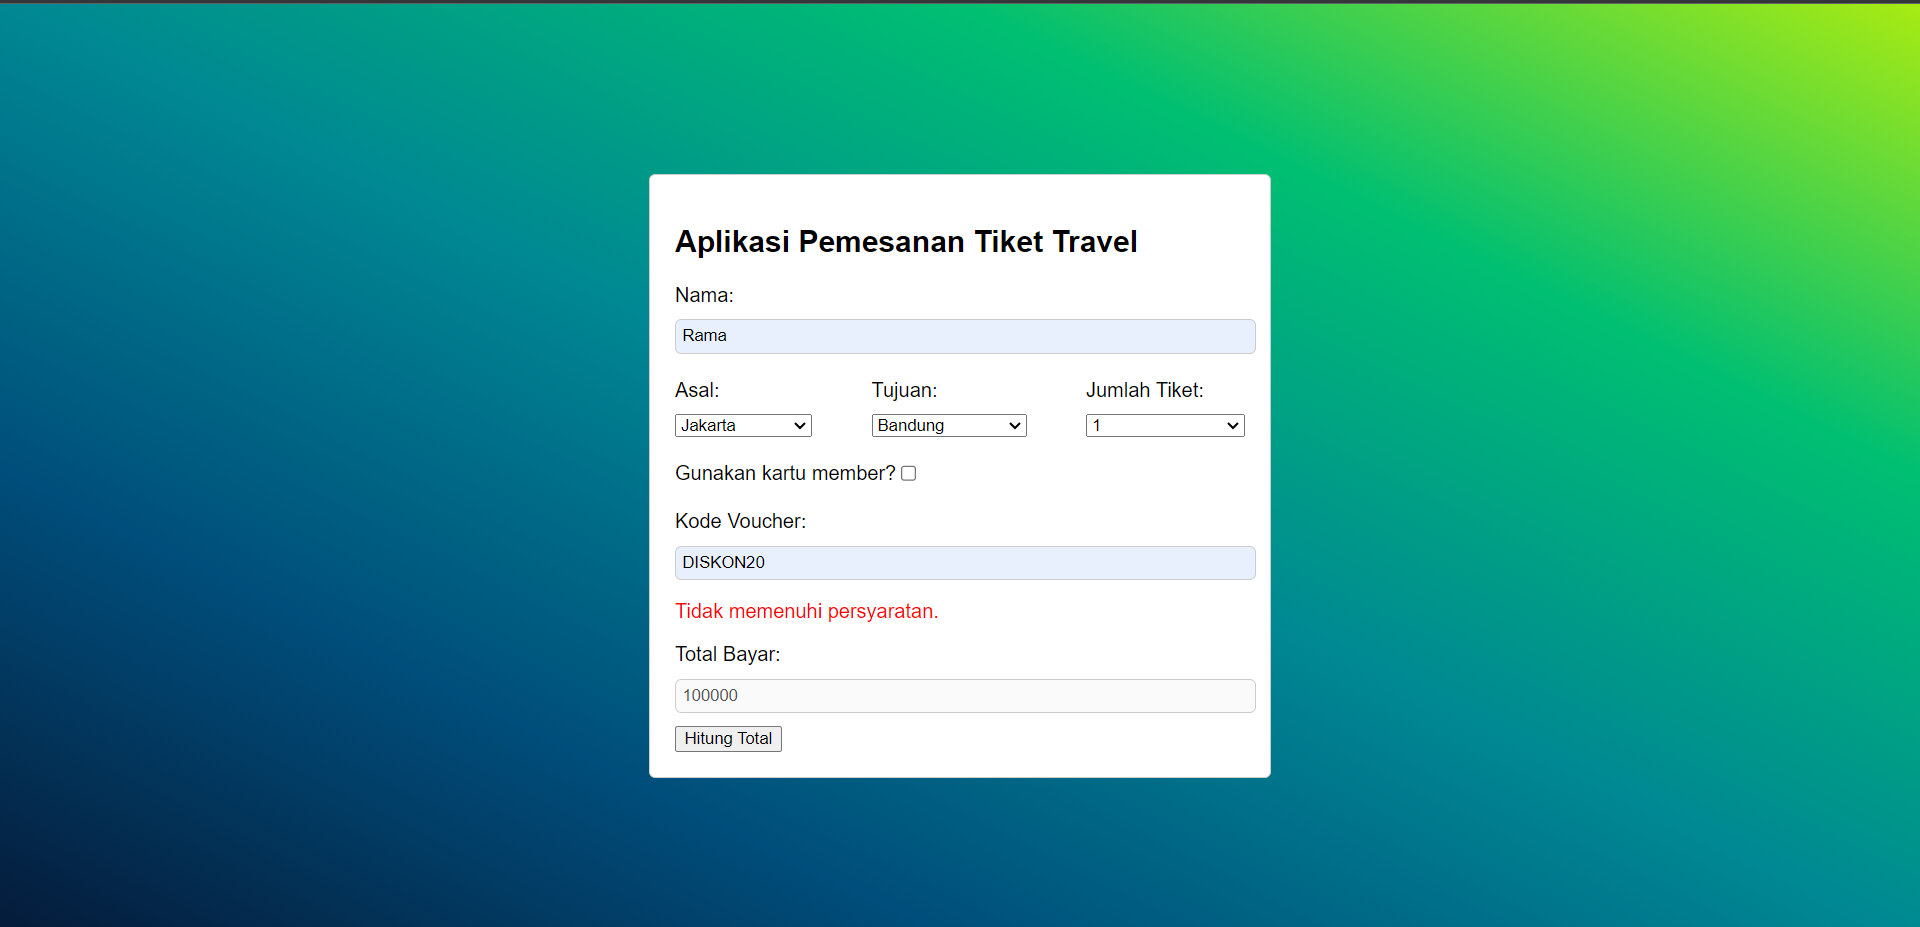 Aplikasi Pemesanan Tiket Travel
Nama:
Rama
Asal: Tujuan: Jumlah Tiket:
Jakarta Bandung 1
Gunakan kartu member?
Kode Voucher:
DISKON20
Tidak memenuhi persyaratan.
Total Bayar:
100000
Hitung Total